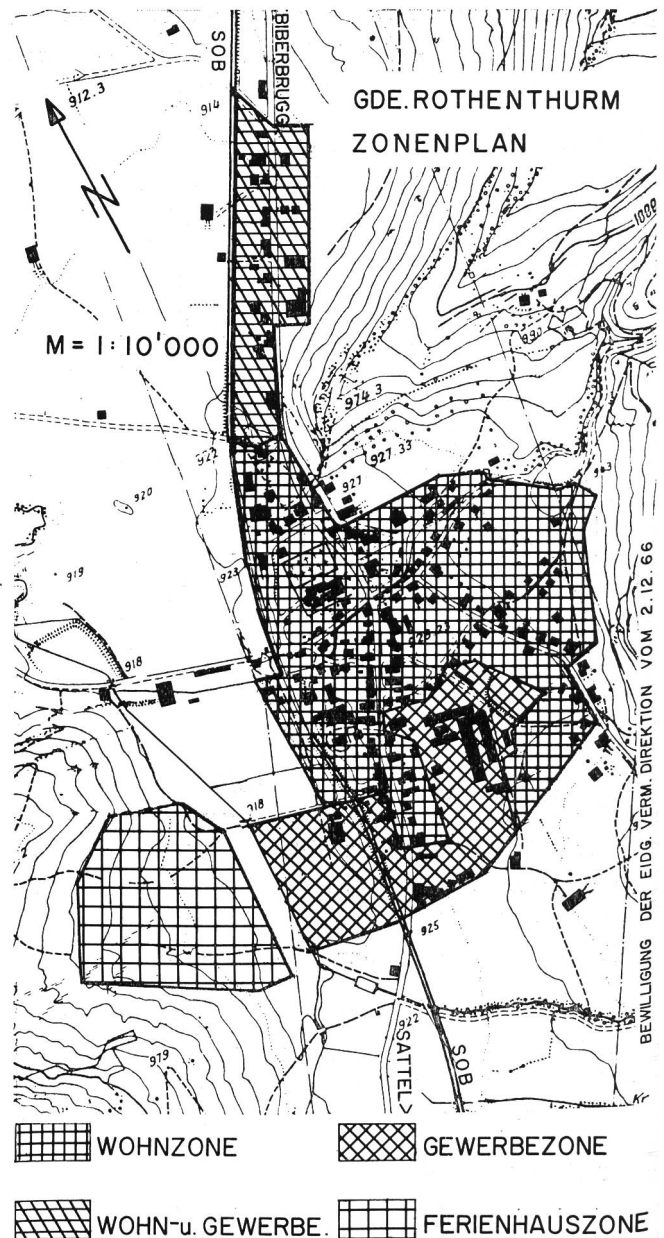 SOB
BIBERBRUGG
912.3
914
GDE. ROTHENTHURM
ZONENPLAN
1000
990
M = 1:10'000
974.3
922
927.33
927
920
923
919
918
918
925
922
979
SATTEL>
SOB
BEWILLIGUNG DER EIDG. VERM. DIREKTION VOM 2.12.66
Kr
WOHNZONE
GEWERBEZONE
WOHN-u. GEWERBE.
FERIENHAUSZONE